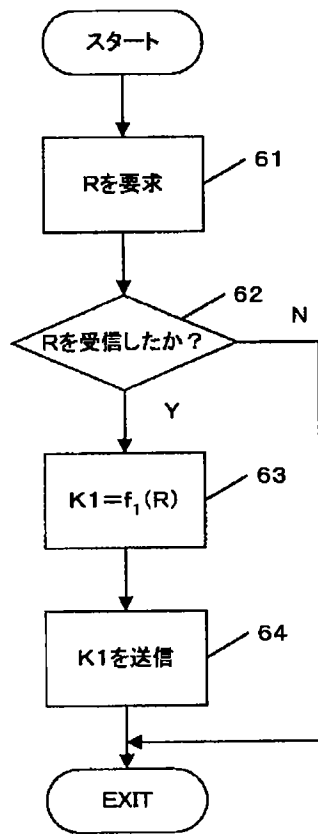 スタート
61
Rを要求
62
N
Rを受信したか?
Y
63
K1=f₁(R)
64
K1を送信
EXIT